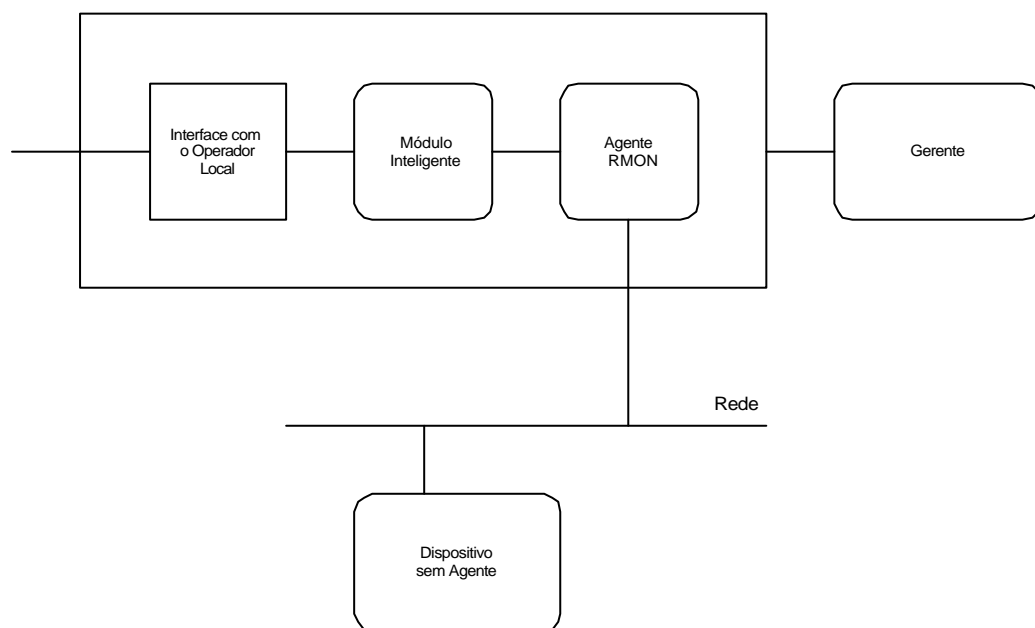 Interface com
o Operador
Local
Módulo
Inteligente
Agente
RMON
Gerente
Rede
Dispositivo
sem Agente